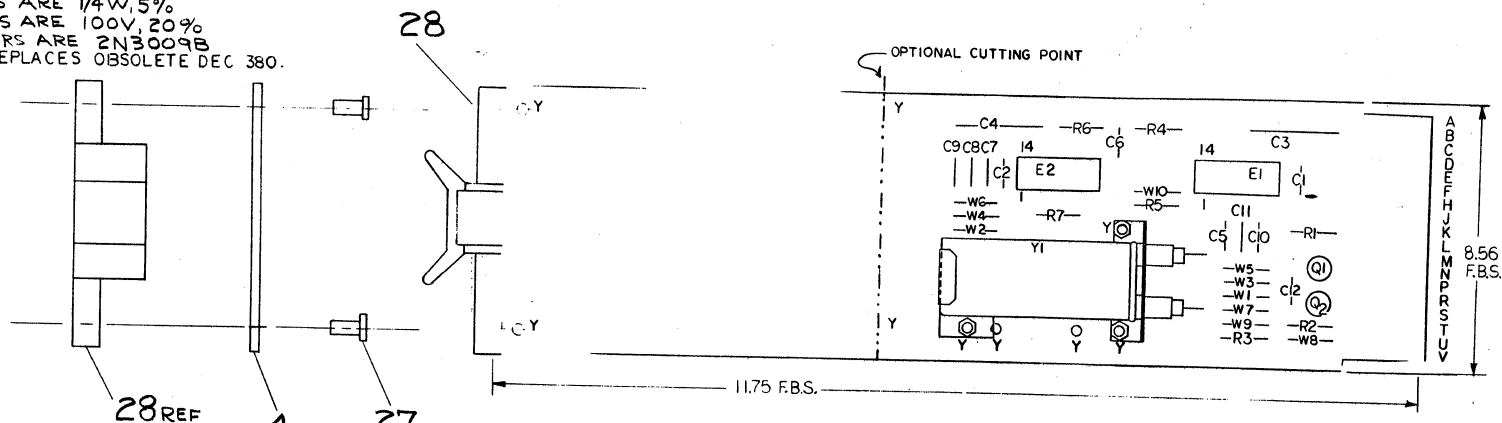 S ARE 1/4W, 5%
S ARE 100V, 20%
RS ARE 2N3009B
EPLACES OBSOLETE DEC 380.
28
OPTIONAL CUTTING POINT
Y
Y
C4
R6
C6
R4
C3
C9 C8 C7
C2
14
E2
1
14
E1
1
C1
W6
W4
W2
R7
W10
R5
C11
C5
C10
R1
Y
Y1
W5
W3
W1
W7
W9
R3
Q1
C12
Q2
R2
W8
Y
Y
Y
Y
Y
Y
A
B
C
D
E
F
H
J
K
L
M
N
P
R
S
T
U
V
8.56
F.B.S.
11.75 F.B.S.
28 REF
27